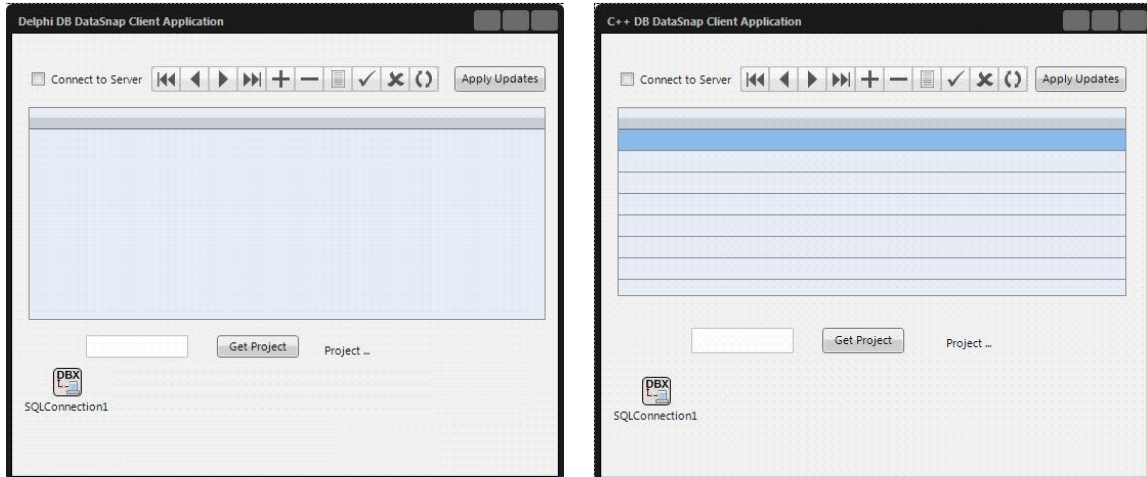 Delphi DB DataSnap Client Application
Connect to Server
Apply Updates
Get Project
Project ...
DBX
SQLConnection1
C++ DB DataSnap Client Application
Connect to Server
Apply Updates
Get Project
Project ...
DBX
SQLConnection1